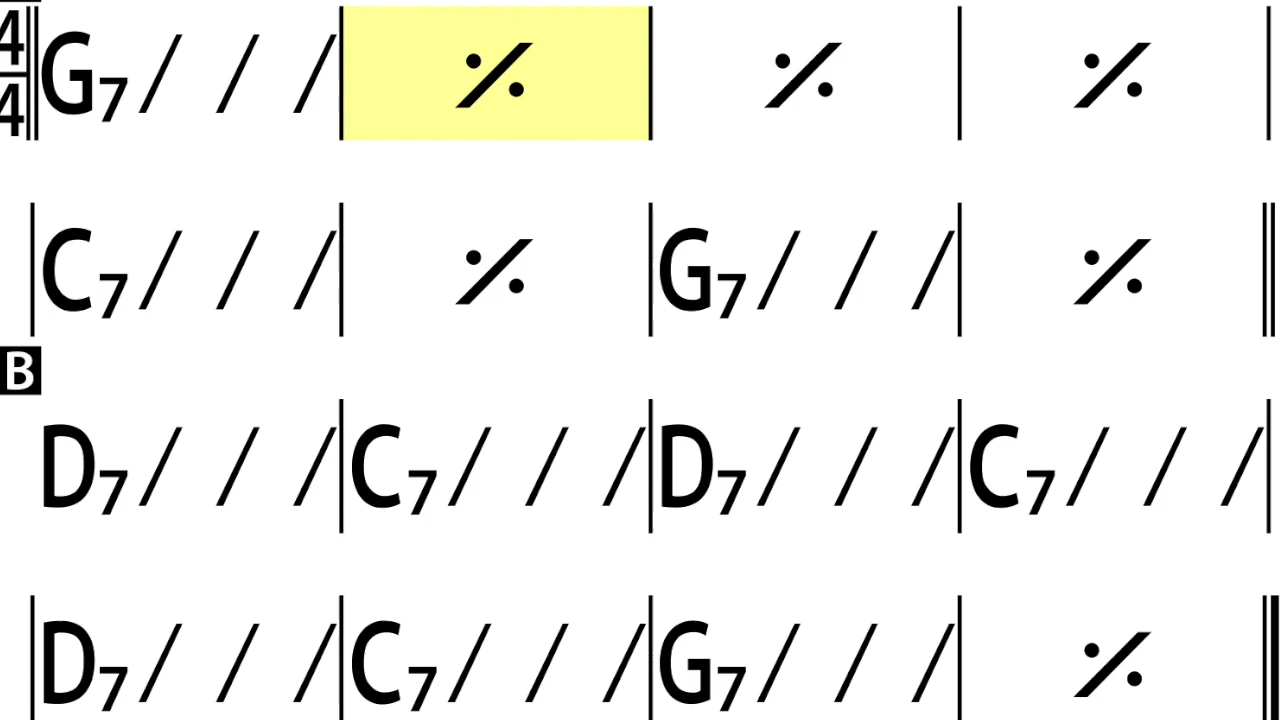 4/4 G7 / / / | % | % | % |
C7 / / / | % | G7 / / / | %
B
D7 / / / | C7 / / / | D7 / / / | C7 / / /
D7 / / / | C7 / / / | G7 / / / | %